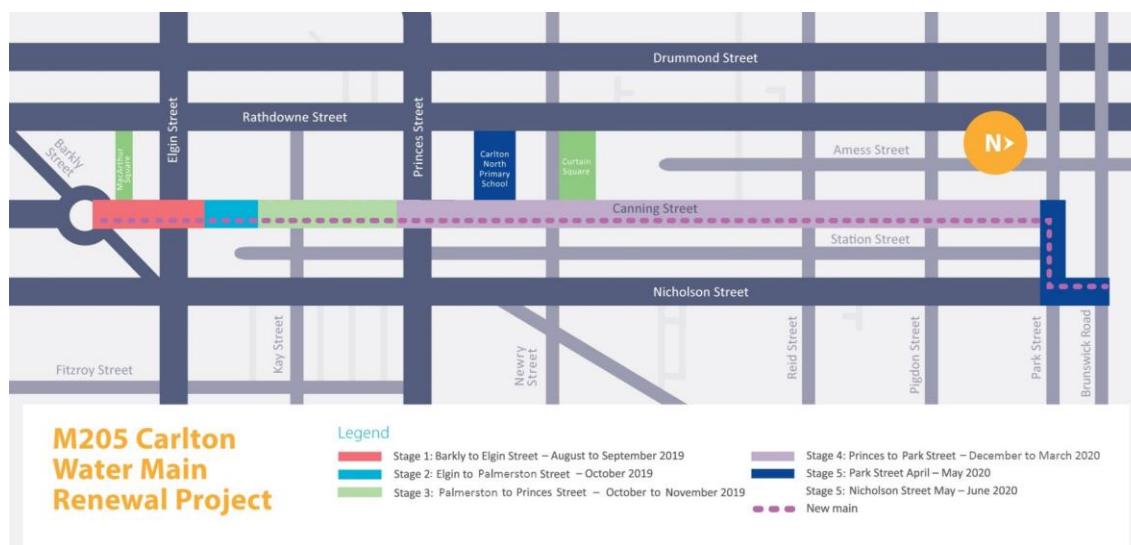 Drummond Street
Rathdowne Street
Elgin Street
Princes Street
Barkly
Street
MacArthur
Square
Carlton
North
Primary
School
Curtain
Square
Amess Street
N
Canning Street
Station Street
Nicholson Street
Kay Street
Newry
Street
Reid Street
Pigdon Street
Park Street
Brunswick Road
Fitzroy Street
M205 Carlton
Water Main
Renewal Project
Legend
Stage 1: Barkly to Elgin Street – August to September 2019
Stage 2: Elgin to Palmerston Street – October 2019
Stage 3: Palmerston to Princes Street – October to November 2019
Stage 4: Princes to Park Street – December to March 2020
Stage 5: Park Street April – May 2020
Stage 5: Nicholson Street May – June 2020
New main